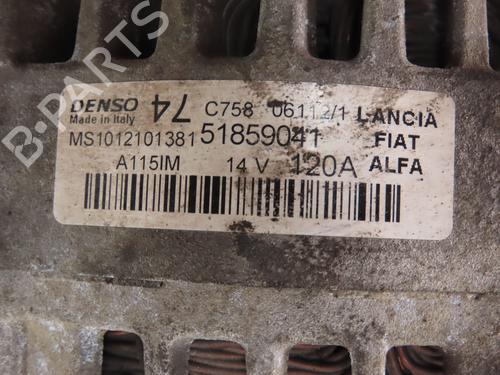 B-PARTS
DENSO 74 C758 06112/1 LANCIA
Made in Italy
MS1012101381 51859041 FIAT
A115IM 14 V 120A ALFA